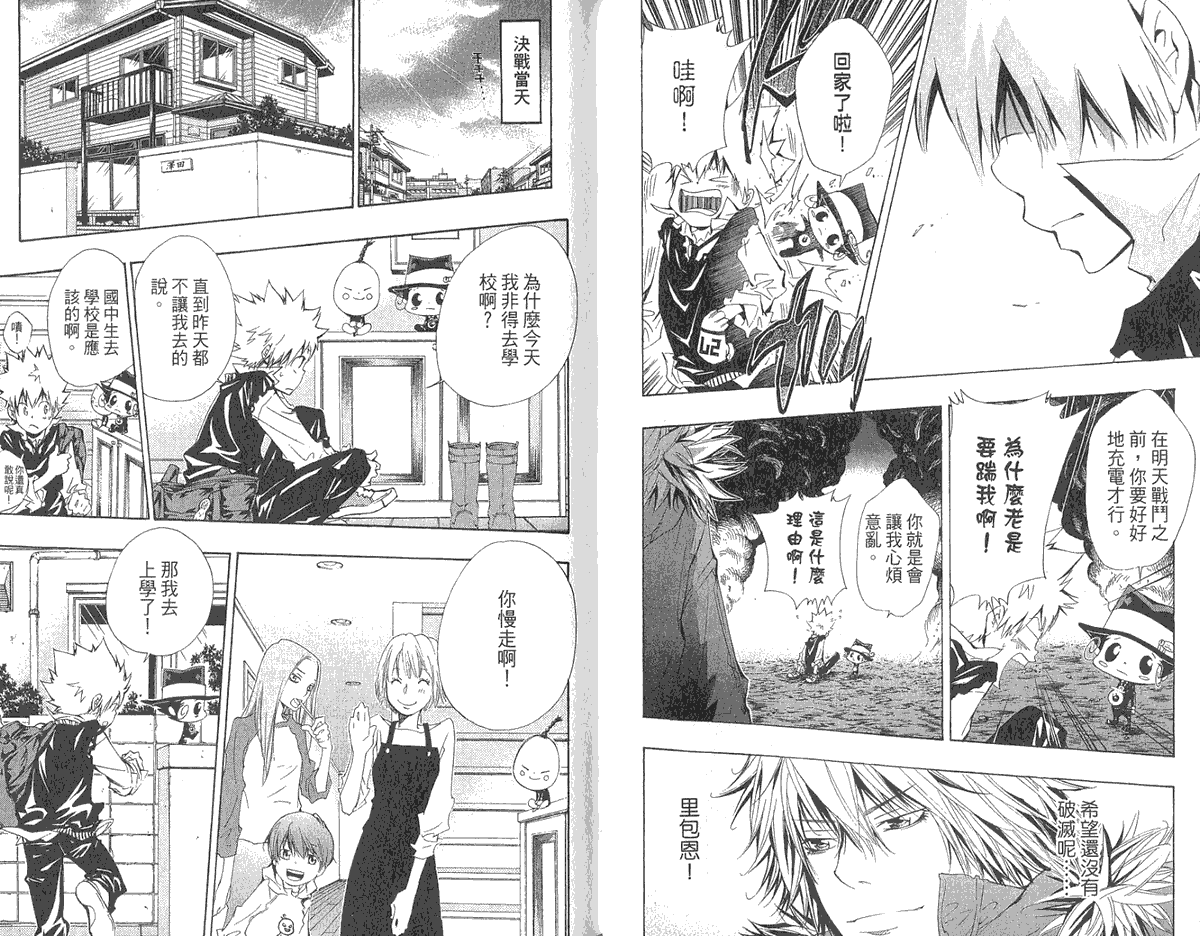 回家了啦！
哇啊！
在明天戰鬥之
前，你要好好
地充電才行。
為什麼老是
要踹我啊！
你就是會
讓我心煩
意亂。
這是什麼
理由啊！
希望還沒有
破滅呢……
里包恩！
決戰當天
チチチ…
澤田
為什麼今天
我非得去學
校啊？
直到昨天都
不讓我去的
說。
國中生去
學校是應
該的啊。
嘖！
你還真
敢說呢！
你慢走啊！
那我去
上學了！